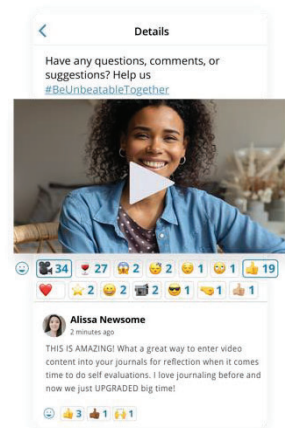 Details
Have any questions, comments, or
suggestions? Help us
#BeUnbeatableTogether
34 27 2 2 1 1 19
2 2 2 1 1 1
Alissa Newsome
2 minutes ago
THIS IS AMAZING! What a great way to enter video
content into your journals for reflection when it comes
time to do self evaluations. I love journaling before and
now we just UPGRADED big time!
3 1 1